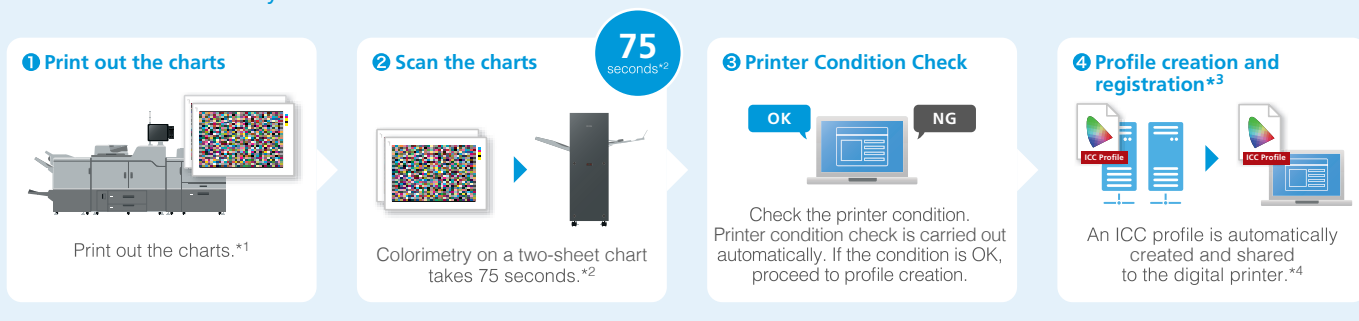 ❶ Print out the charts
Print out the charts.*1
❷ Scan the charts
75
seconds*2
Colorimetry on a two-sheet chart
takes 75 seconds.*2
❸ Printer Condition Check
OK
NG
Check the printer condition.
Printer condition check is carried out
automatically. If the condition is OK,
proceed to profile creation.
❹ Profile creation and
registration*3
ICC Profile
ICC Profile
An ICC profile is automatically
created and shared
to the digital printer.*4